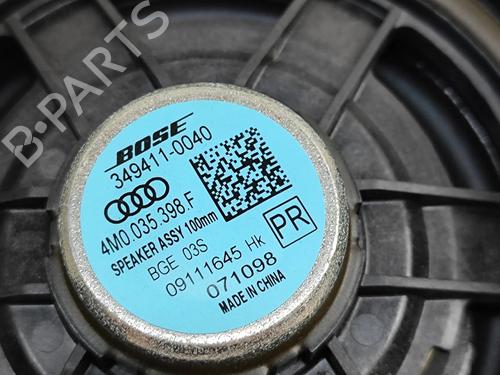 B-PARTS
BOSE
349411-0040
4M0.035.398.F
SPEAKER ASSY 100mm
BGE 03S
09111645 Hk
PR
071098
MADE IN CHINA